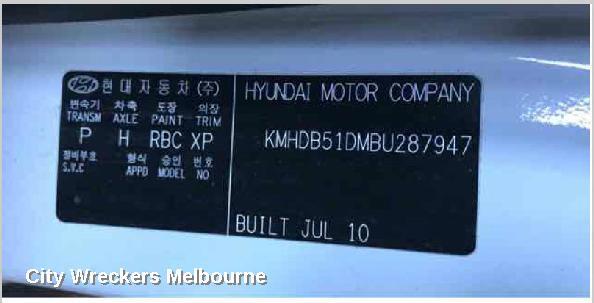 현대자동차 (주)
변속기 차축 도장 의장
TRANSM AXLE PAINT TRIM
P H RBC XP
정비부호 형식 승인 번호
S.V.C APPD MODEL NO
HYUNDAI MOTOR COMPANY
KMHDB51DMBU287947
BUILT JUL 10
City Wreckers Melbourne